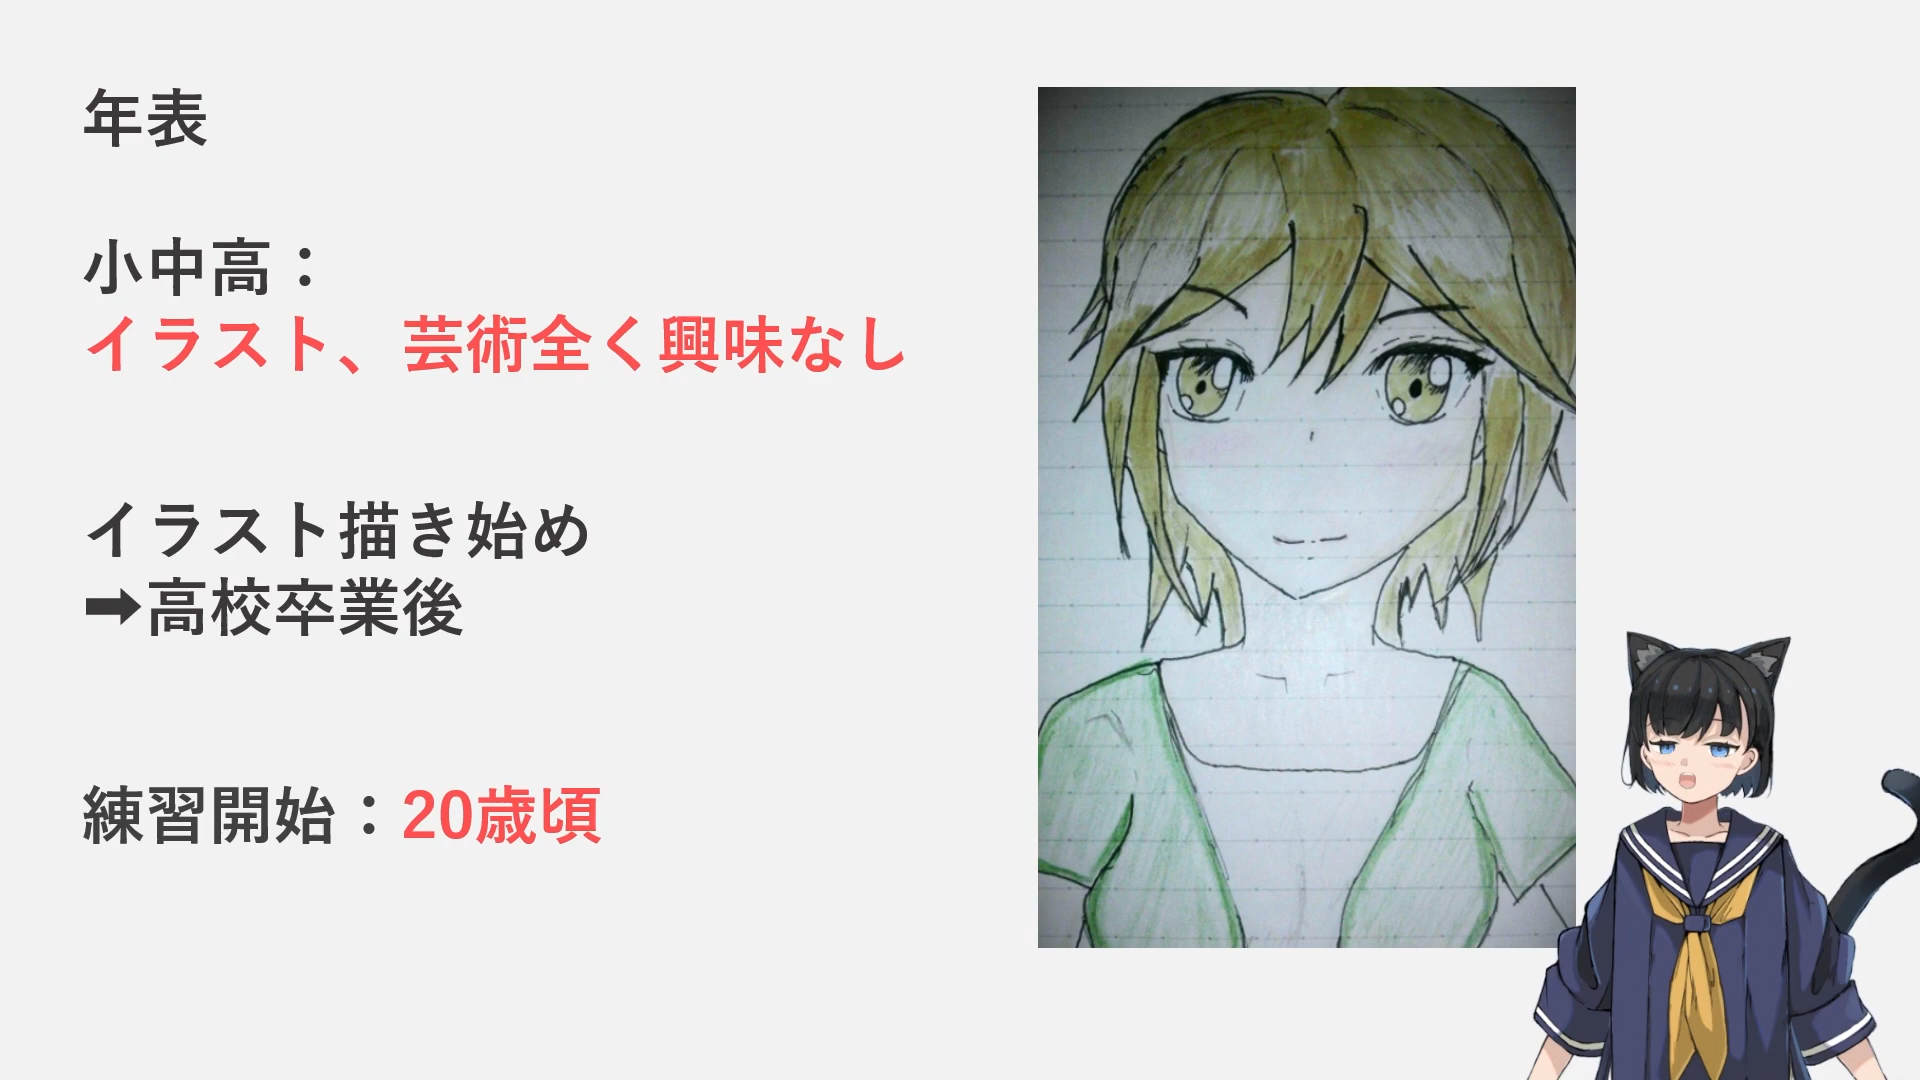 年表
小中高：
イラスト、芸術全く興味なし
イラスト描き始め
➡高校卒業後
練習開始：20歳頃